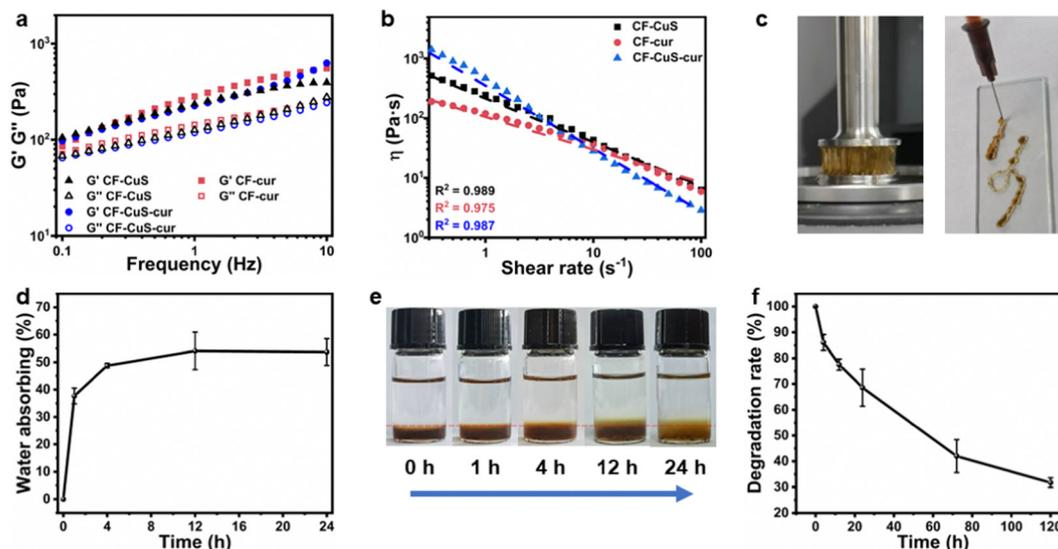 a
10³
10²
10¹
G' G" (Pa)
G' CF-CuS
G" CF-CuS
G' CF-CuS-cur
G" CF-CuS-cur
G' CF-cur
G" CF-cur
0.1 1 10
Frequency (Hz)
b
10³
10²
10¹
10⁰
η (Pa·s)
CF-CuS
CF-cur
CF-CuS-cur
R² = 0.989
R² = 0.975
R² = 0.987
1 10 100
Shear rate (s⁻¹)
c
d
70
60
50
40
30
20
10
0
Water absorbing (%)
0 4 8 12 16 20 24
Time (h)
e
0 h 1 h 4 h 12 h 24 h
f
100
90
80
70
60
50
40
30
20
Degradation rate (%)
0 20 40 60 80 100 120
Time (h)